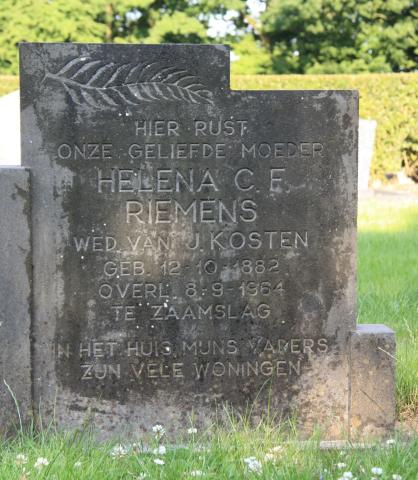 HIER RUST
ONZE GELIEFDE MOEDER
HELENA C. F.
RIEMENS
WED. VAN J. KOSTEN
GEB. 12-10-1882
OVERL. 8-9-1964
TE ZAAMSLAG
IN HET HUIS MIJNS VADERS
ZIJN VELE WONINGEN